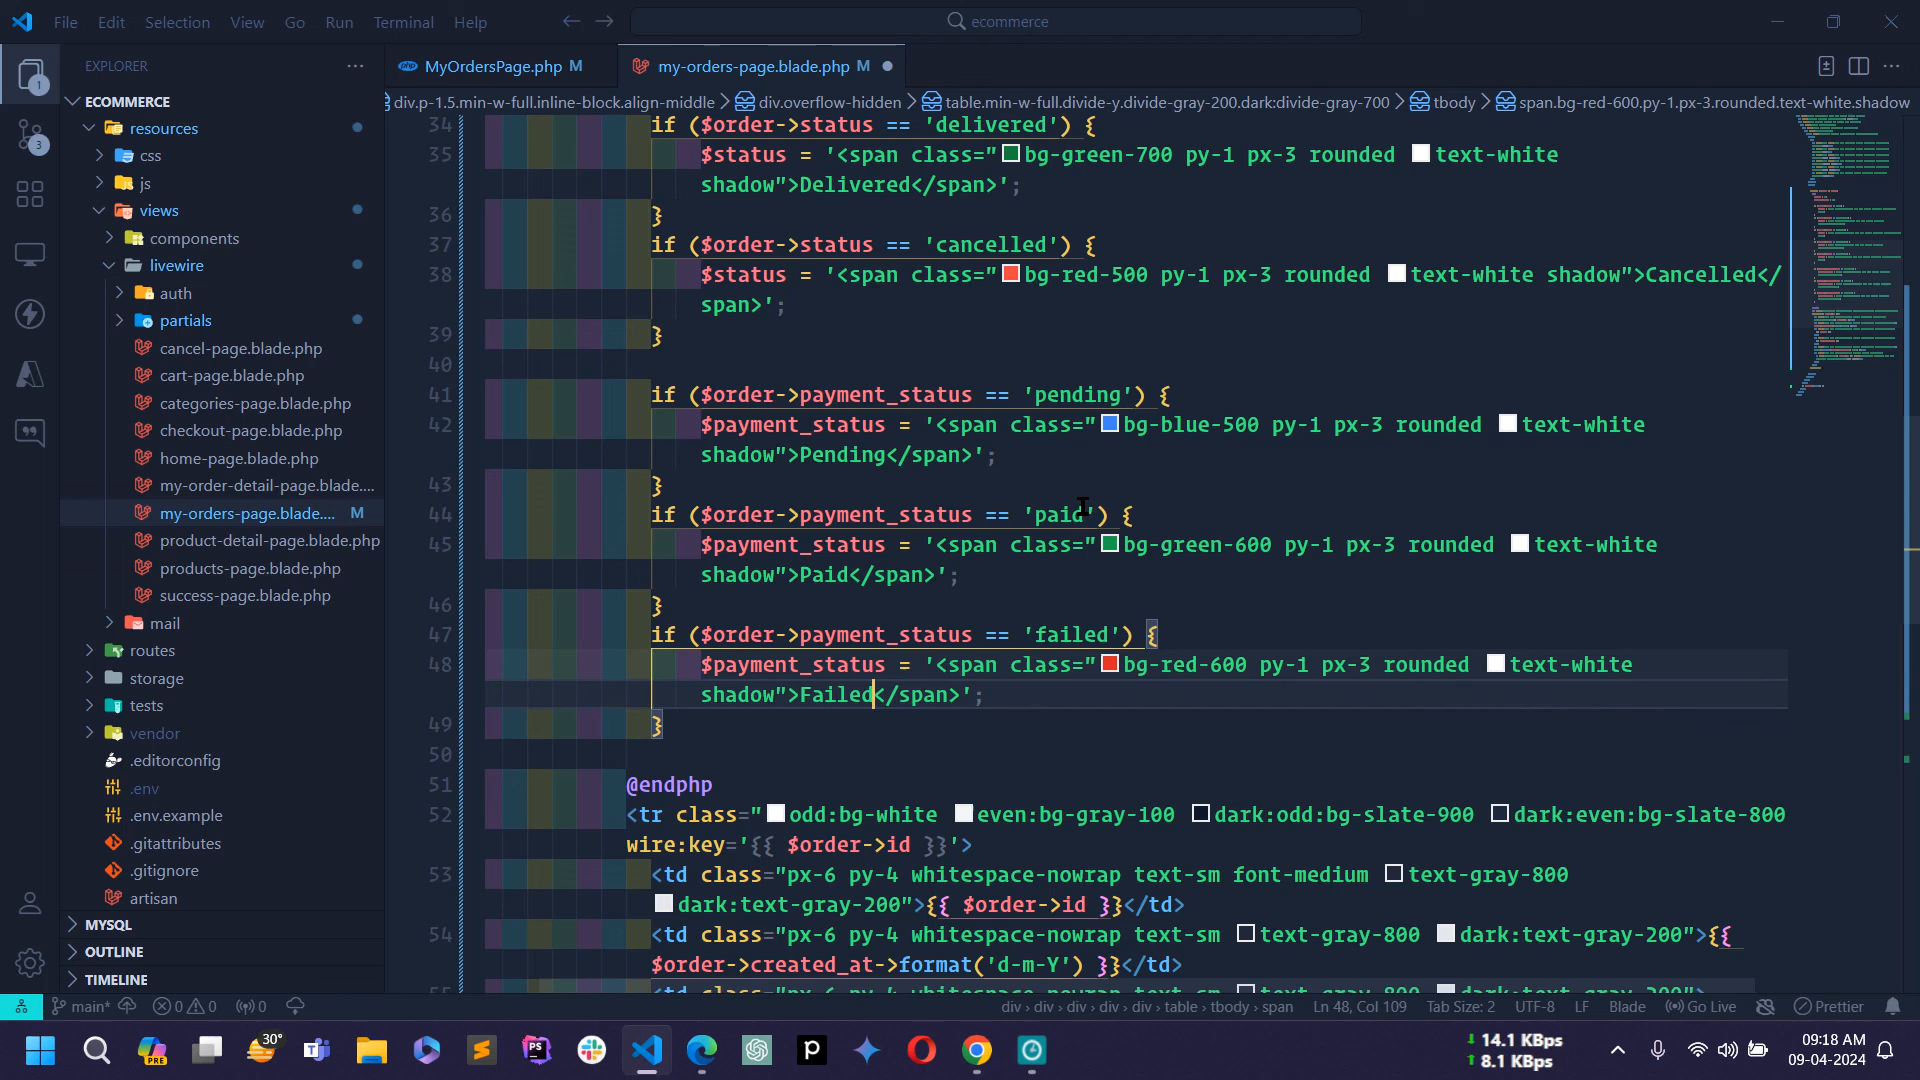 File Edit Selection View Go Run Terminal Help
ecommerce
EXPLORER
MyOrdersPage.php M
my-orders-page.blade.php M
ECOMMERCE
div.p-1.5.min-w-full.inline-block.align-middle > div.overflow-hidden > table.min-w-full.divide-y.divide-gray-200.dark:divide-gray-700 > tbody > span.bg-red-600.py-1.px-3.rounded.text-white.shadow
resources
css
js
views
components
livewire
auth
partials
cancel-page.blade.php
cart-page.blade.php
categories-page.blade.php
checkout-page.blade.php
home-page.blade.php
my-order-detail-page.blade....
my-orders-page.blade.... M
product-detail-page.blade.php
products-page.blade.php
success-page.blade.php
mail
routes
storage
tests
vendor
.editorconfig
.env
.env.example
.gitattributes
.gitignore
artisan
MYSQL
OUTLINE
TIMELINE
1
3
34 if ($order->status == 'delivered') {
35 $status = '<span class="bg-green-700 py-1 px-3 rounded text-white
shadow">Delivered</span>';
36 }
37 if ($order->status == 'cancelled') {
38 $status = '<span class="bg-red-500 py-1 px-3 rounded text-white shadow">Cancelled</
span>';
39 }
40
41 if ($order->payment_status == 'pending') {
42 $payment_status = '<span class="bg-blue-500 py-1 px-3 rounded text-white
shadow">Pending</span>';
43 }
44 if ($order->payment_status == 'paid') {
45 $payment_status = '<span class="bg-green-600 py-1 px-3 rounded text-white
shadow">Paid</span>';
46 }
47 if ($order->payment_status == 'failed') {
48 $payment_status = '<span class="bg-red-600 py-1 px-3 rounded text-white
shadow">Failed</span>';
49 }
50
51 @endphp
52 <tr class="odd:bg-white even:bg-gray-100 dark:odd:bg-slate-900 dark:even:bg-slate-800
wire:key='{{ $order->id }}'>
53 <td class="px-6 py-4 whitespace-nowrap text-sm font-medium text-gray-800
dark:text-gray-200">{{ $order->id }}</td>
54 <td class="px-6 py-4 whitespace-nowrap text-sm text-gray-800 dark:text-gray-200">{{
$order->created_at->format('d-m-Y') }}</td>
main* 0 0 0
div > div > div > div > div > table > tbody > span Ln 48, Col 109 Tab Size: 2 UTF-8 LF Blade Go Live Prettier
30°
PRE
PS
14.1 KBps
8.1 KBps
09:18 AM
09-04-2024